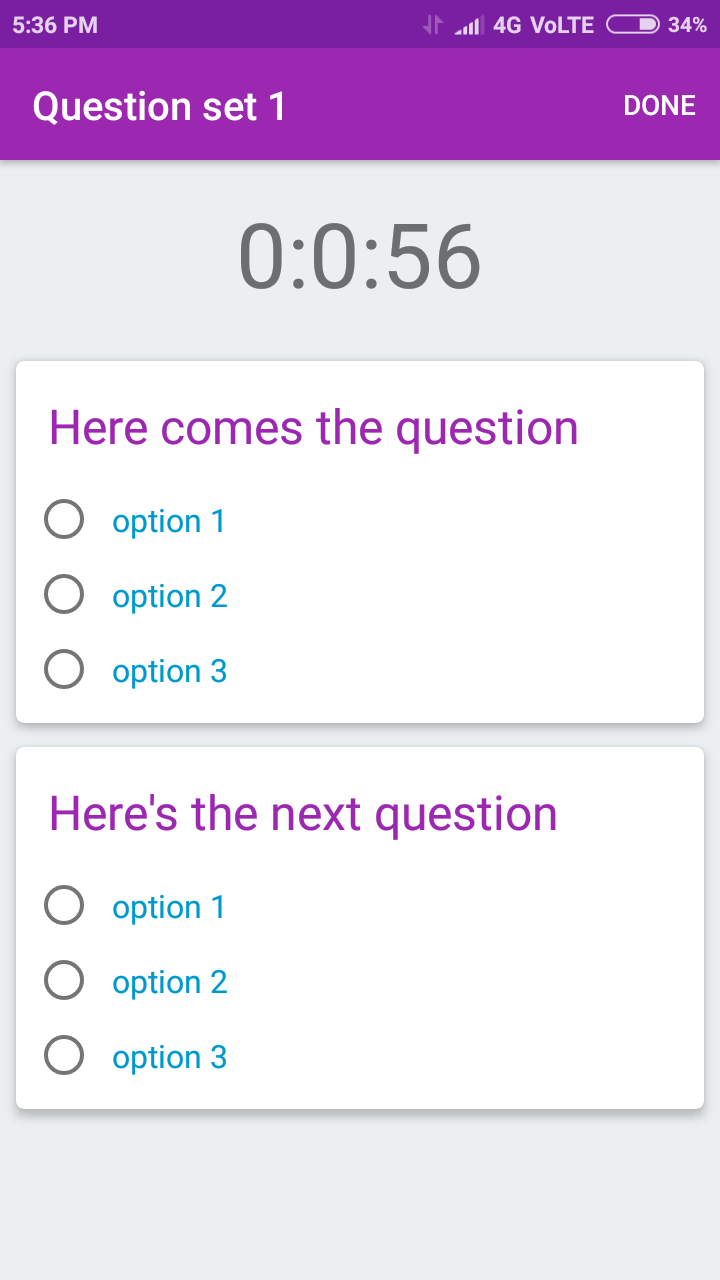 5:36 PM 4G VoLTE 34%
Question set 1 DONE
0:0:56
Here comes the question
option 1
option 2
option 3
Here's the next question
option 1
option 2
option 3